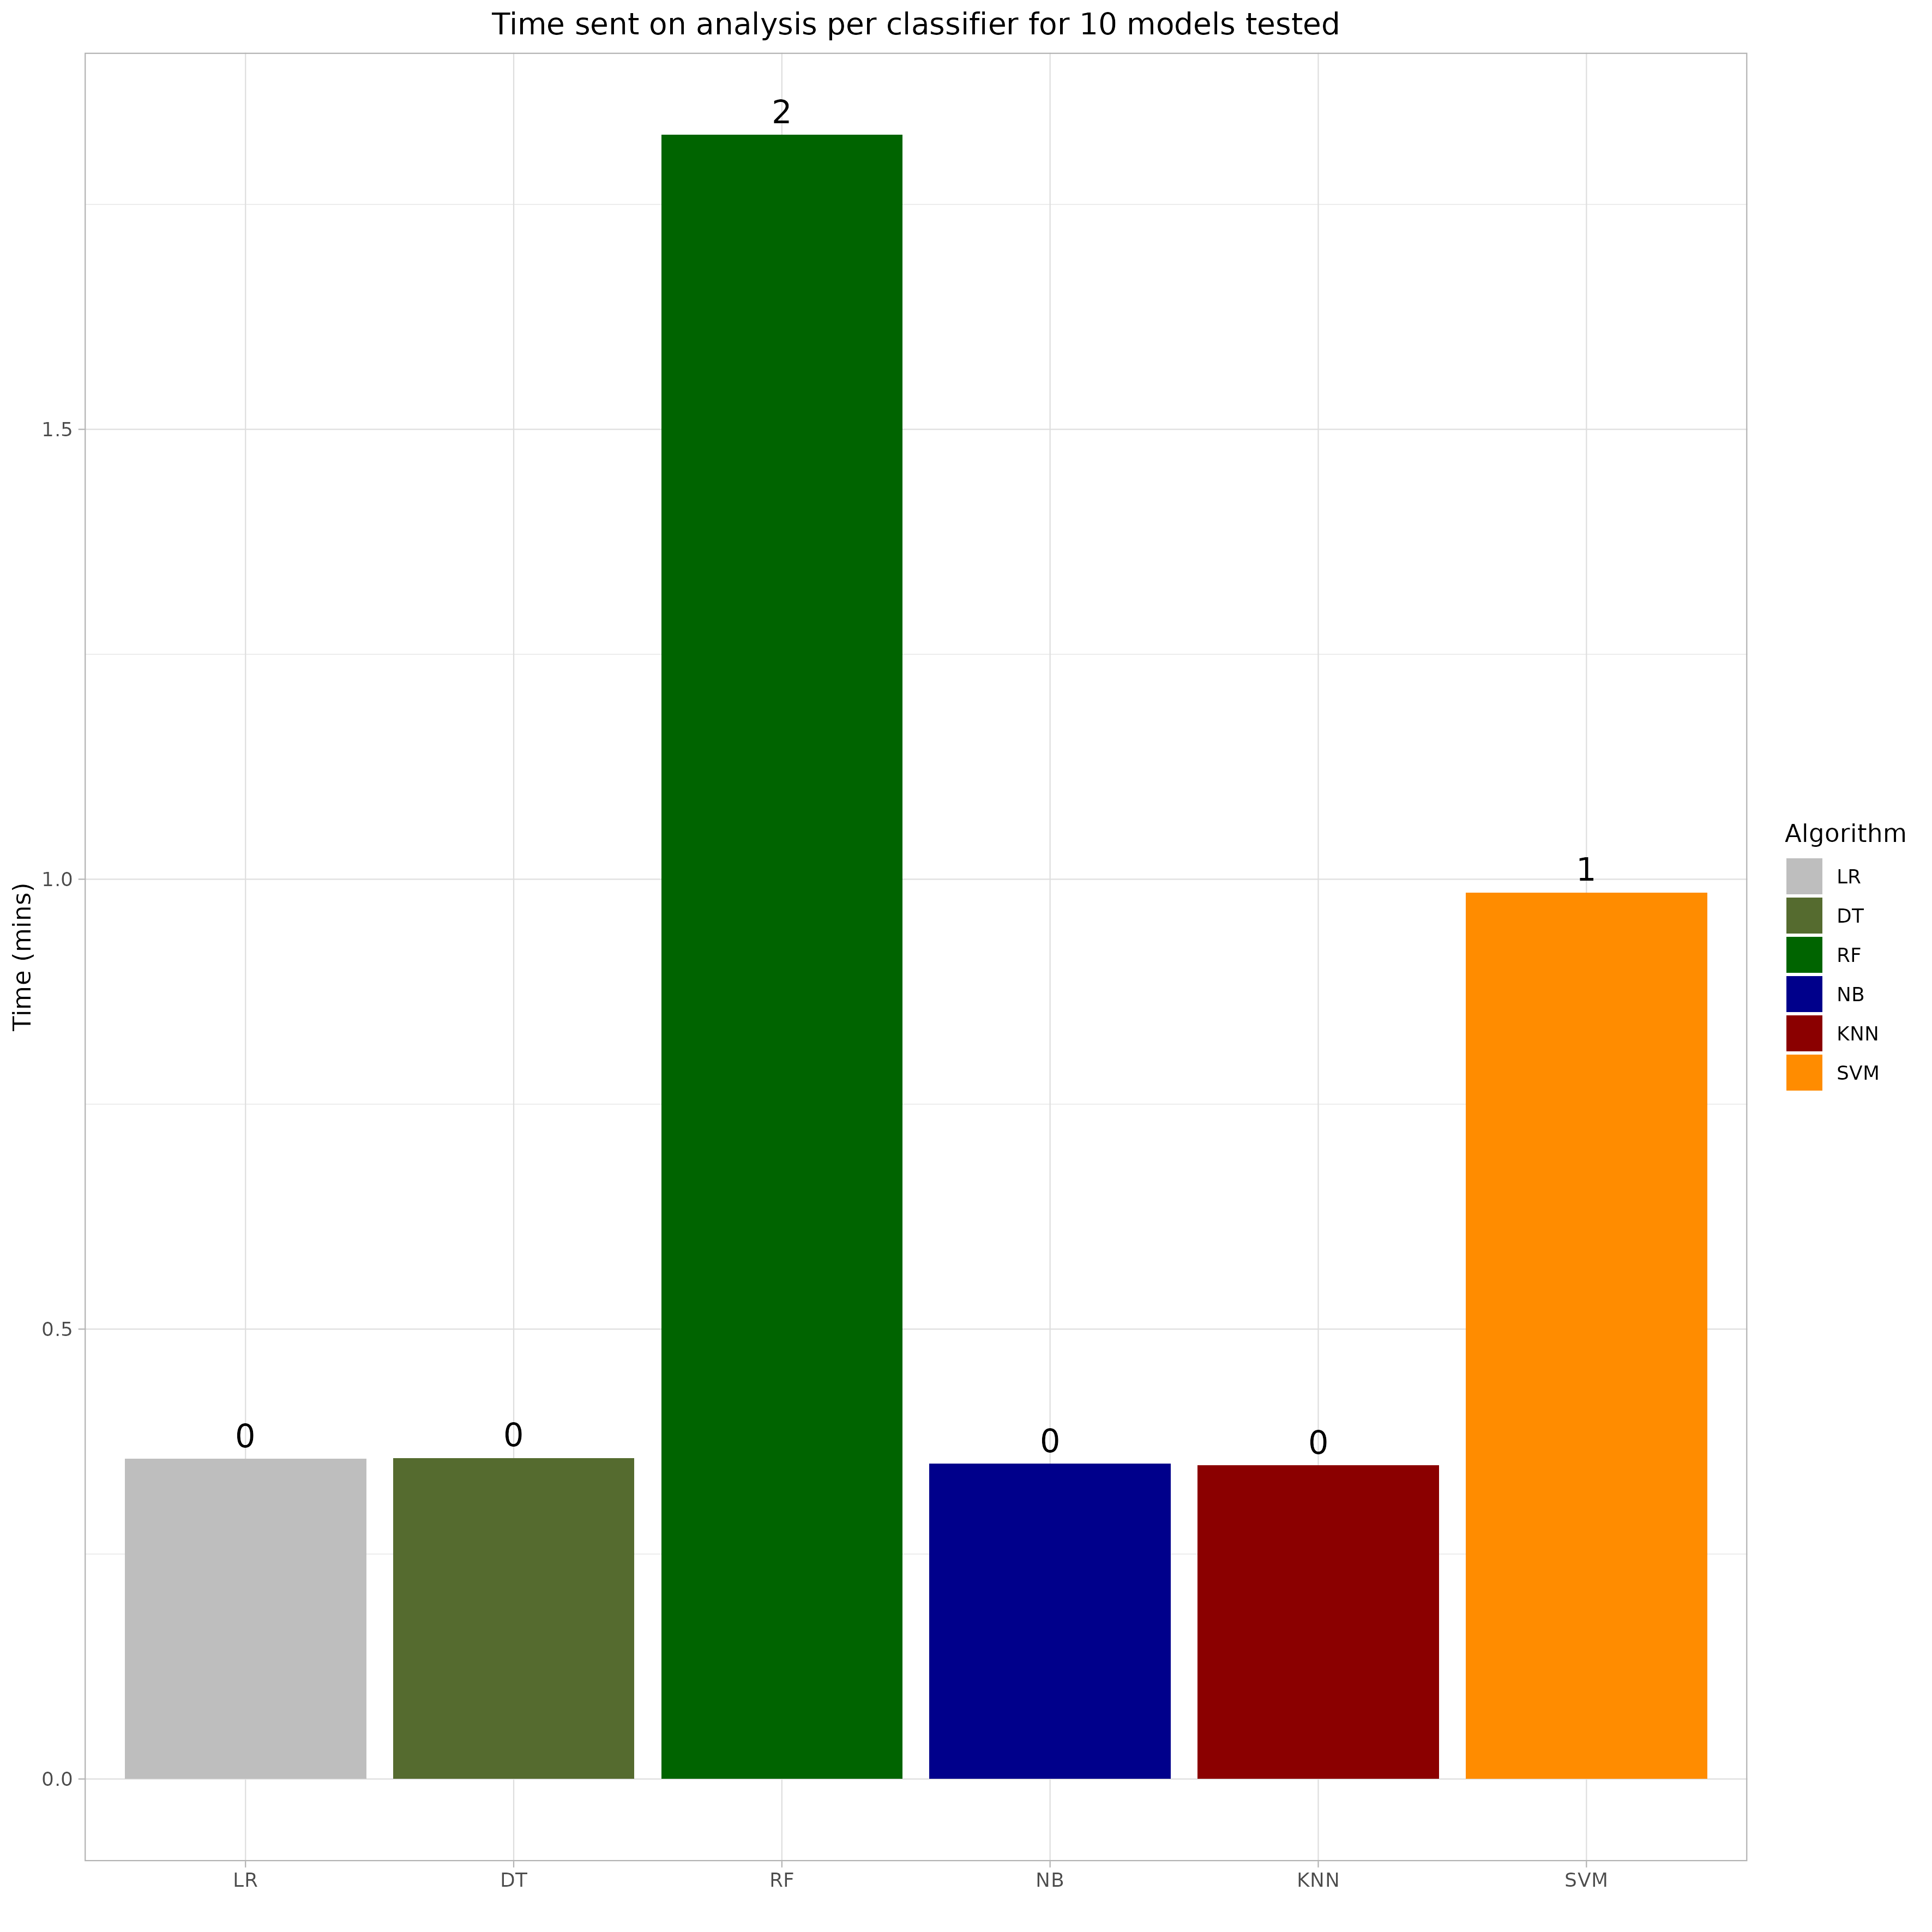 Time sent on analysis per classifier for 10 models tested
2
1.5
1
1.0
Time (mins)
0.5
0
0
0
0
0.0
LR
DT
RF
NB
KNN
SVM
Algorithm
LR
DT
RF
NB
KNN
SVM